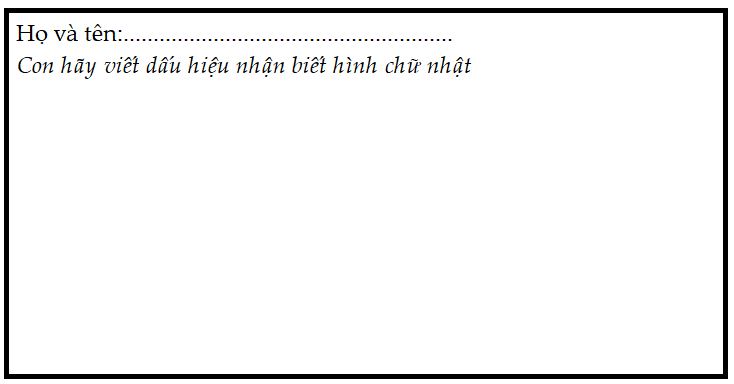 Họ và tên:.......................................................
Con hãy viết dấu hiệu nhận biết hình chữ nhật